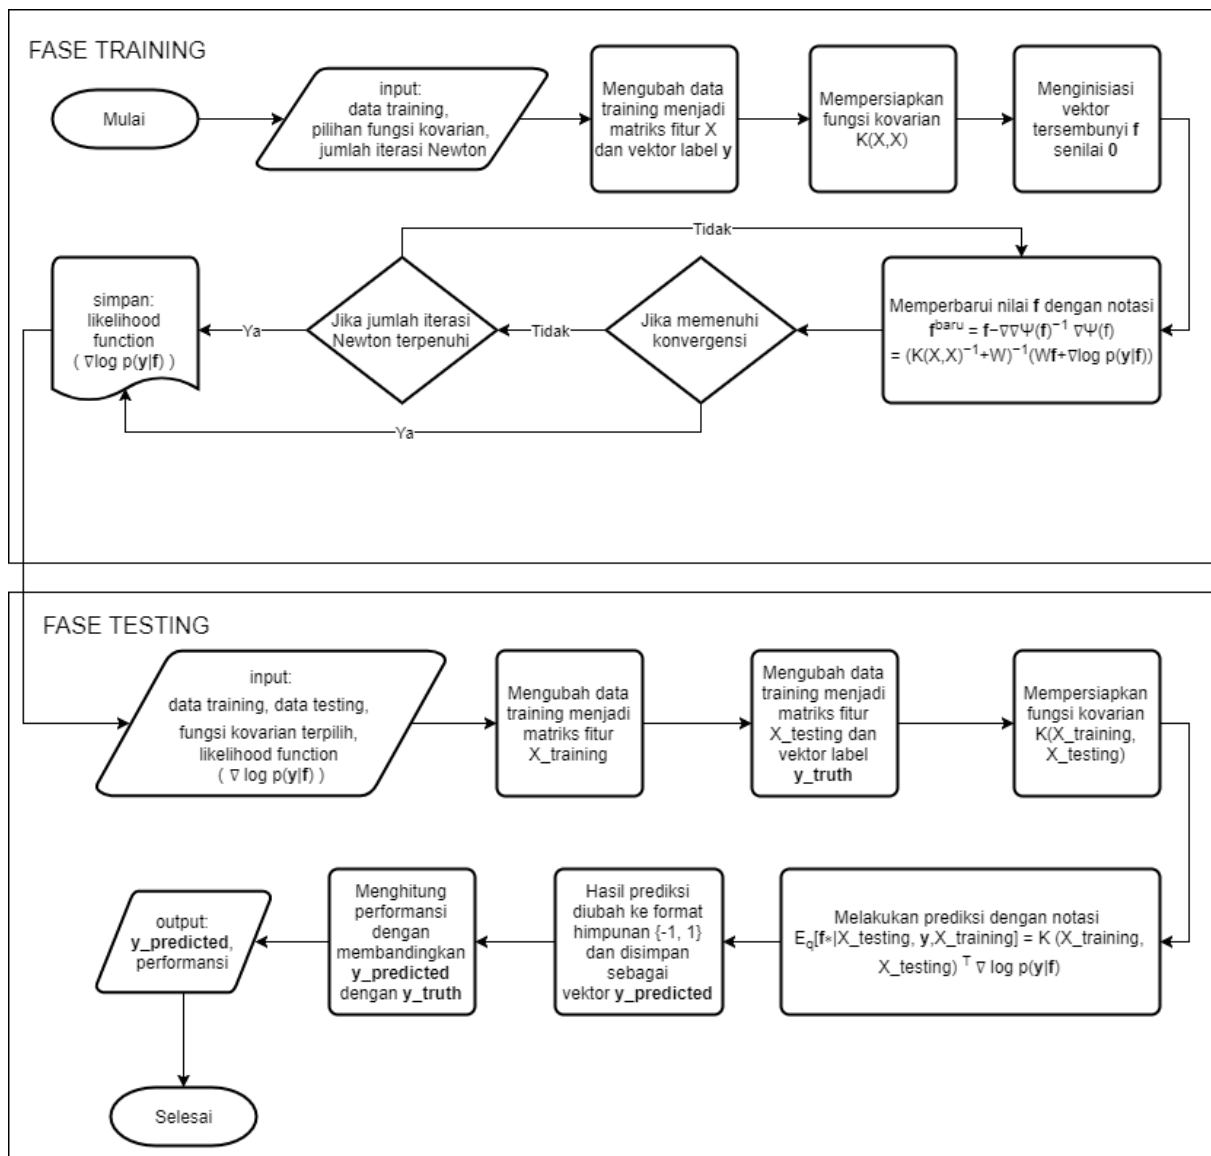 FASE TRAINING
Mulai
input:
data training,
pilihan fungsi kovarian,
jumlah iterasi Newton
Mengubah data
training menjadi
matriks fitur X
dan vektor label y
Mempersiapkan
fungsi kovarian
K(X,X)
Menginisiasi
vektor
tersembunyi f
senilai 0
Memperbarui nilai f dengan notasi
f^baru = f−∇∇Ψ(f)^−1 ∇Ψ(f)
= (K(X,X)^−1+W)^−1(Wf+∇log p(y|f))
Jika memenuhi
konvergensi
Tidak
Ya
Jika jumlah iterasi
Newton terpenuhi
Tidak
Ya
simpan:
likelihood
function
( ∇log p(y|f) )
FASE TESTING
input:
data training, data testing,
fungsi kovarian terpilih,
likelihood function
( ∇ log p(y|f) )
Mengubah data
training menjadi
matriks fitur
X_training
Mengubah data
training menjadi
matriks fitur
X_testing dan
vektor label
y_truth
Mempersiapkan
fungsi kovarian
K(X_training,
X_testing)
Melakukan prediksi dengan notasi
E_q[f*|X_testing, y,X_training] = K (X_training,
X_testing) ^T ∇ log p(y|f)
Hasil prediksi
diubah ke format
himpunan {-1, 1}
dan disimpan
sebagai
vektor y_predicted
Menghitung
performansi
dengan
membandingkan
y_predicted
dengan y_truth
output:
y_predicted,
performansi
Selesai